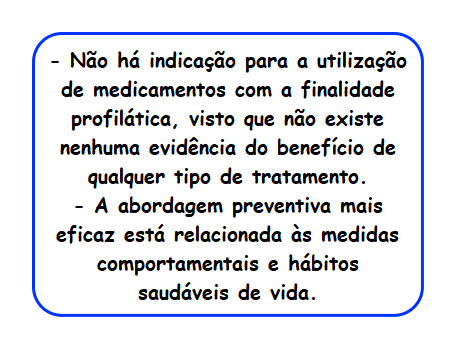 - Não há indicação para a utilização
de medicamentos com a finalidade
profilática, visto que não existe
nenhuma evidência do benefício de
qualquer tipo de tratamento.
- A abordagem preventiva mais
eficaz está relacionada às medidas
comportamentais e hábitos
saudáveis de vida.